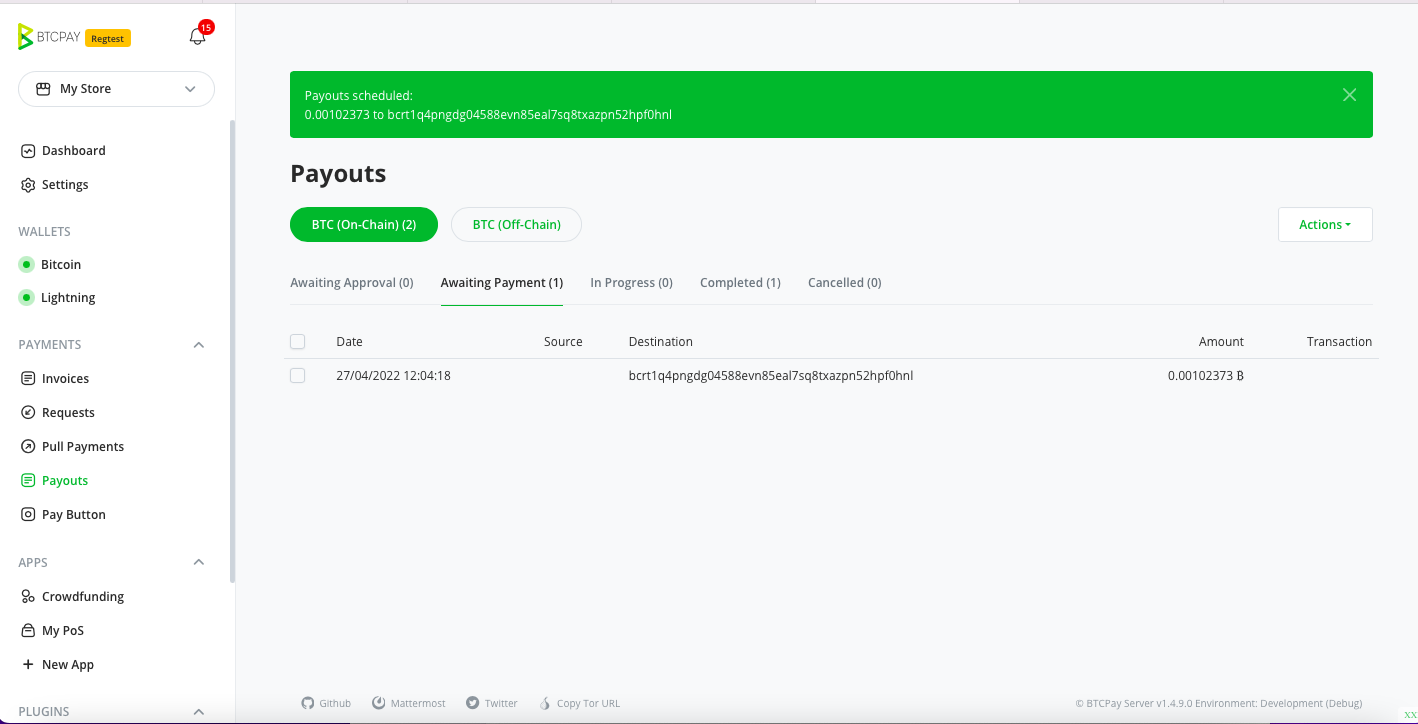 BTCPAY Regtest 15
My Store
Dashboard
Settings
WALLETS
Bitcoin
Lightning
PAYMENTS
Invoices
Requests
Pull Payments
Payouts
Pay Button
APPS
Crowdfunding
My PoS
New App
PLUGINS
Payouts scheduled:
0.00102373 to bcrt1q4pngdg04588evn85eal7sq8txazpn52hpf0hnl
Payouts
BTC (On-Chain) (2) BTC (Off-Chain) Actions
Awaiting Approval (0) Awaiting Payment (1) In Progress (0) Completed (1) Cancelled (0)
Date Source Destination Amount Transaction
27/04/2022 12:04:18 bcrt1q4pngdg04588evn85eal7sq8txazpn52hpf0hnl 0.00102373 ₿
Github Mattermost Twitter Copy Tor URL © BTCPay Server v1.4.9.0 Environment: Development (Debug)